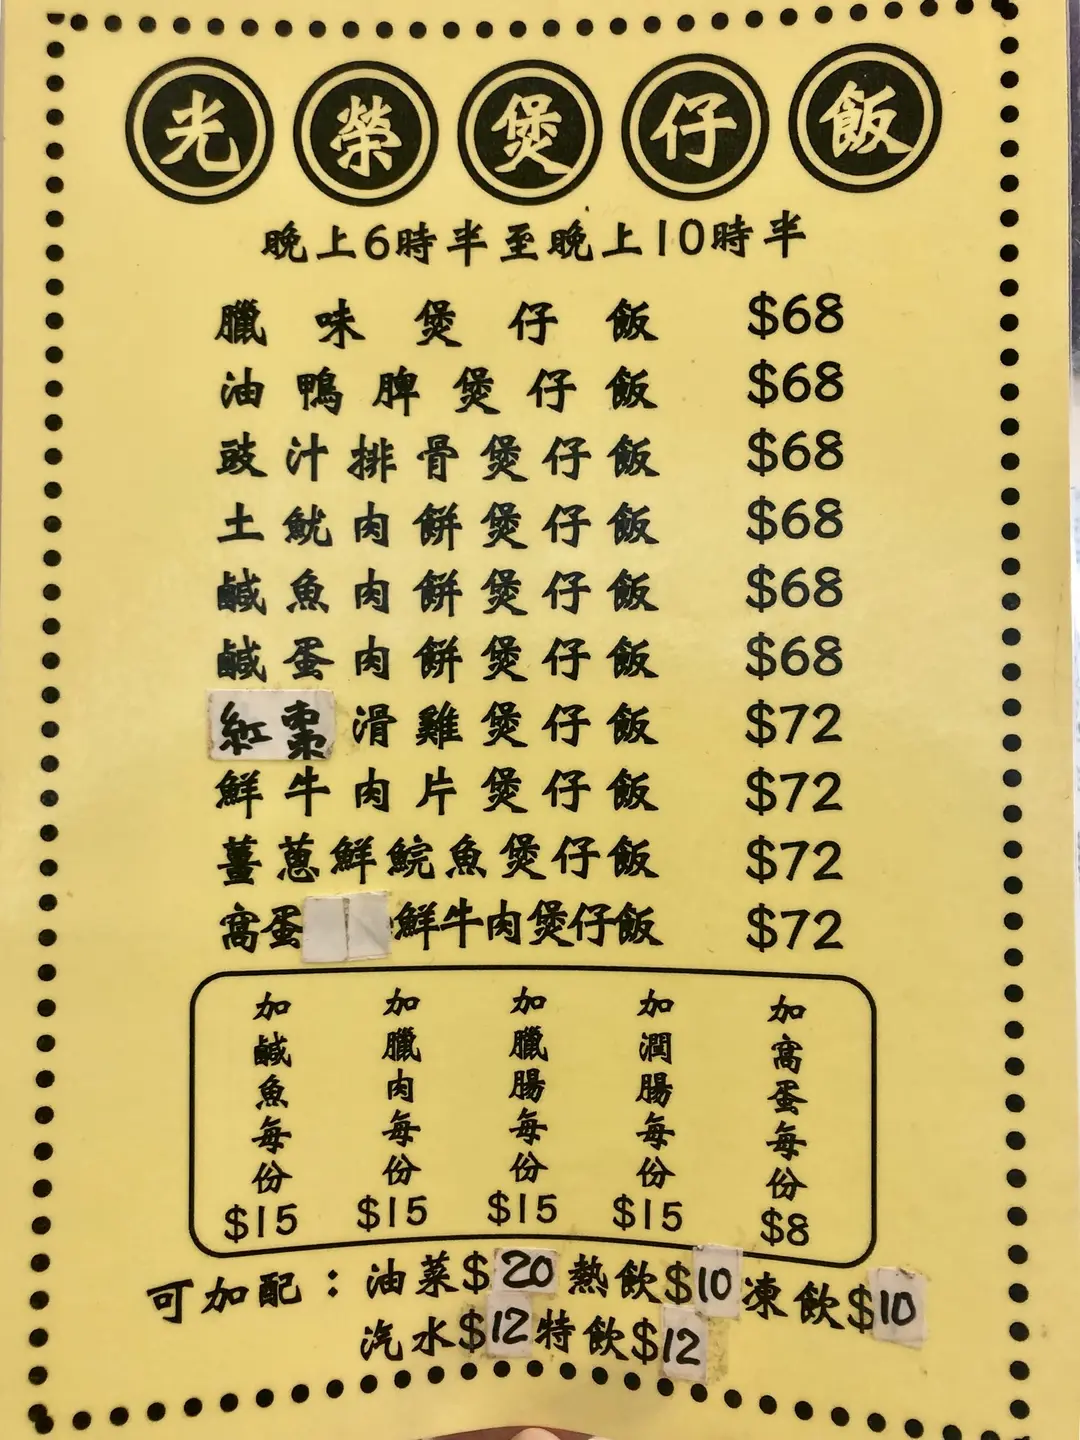 光榮煲仔飯
晚上6時半至晚上10時半
臘味煲仔飯 $68
油鴨脾煲仔飯 $68
豉汁排骨煲仔飯 $68
土魷肉餅煲仔飯 $68
鹹魚肉餅煲仔飯 $68
鹹蛋肉餅煲仔飯 $68
紅棗滑雞煲仔飯 $72
鮮牛肉片煲仔飯 $72
薑蔥鮮鯇魚煲仔飯 $72
窩蛋鮮牛肉煲仔飯 $72
加鹹魚每份 $15
加臘肉每份 $15
加臘腸每份 $15
加潤腸每份 $15
加窩蛋每份 $8
可加配：油菜$20熱飲$10凍飲$10
汽水$12特飲$12